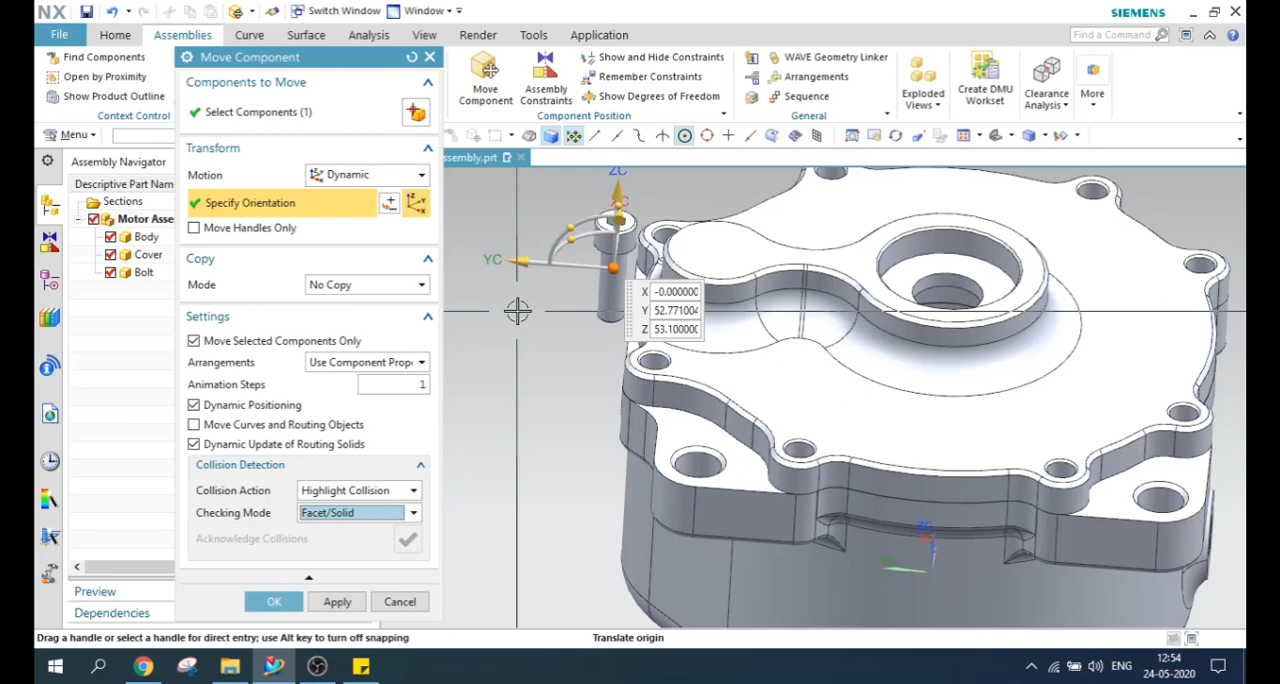 NX
Switch Window
Window
SIEMENS
File
Home
Assemblies
Curve
Surface
Analysis
View
Render
Tools
Application
Find a Command
Find Components
Open by Proximity
Show Product Outline
Context Control
Move Component
Assembly Constraints
Show and Hide Constraints
Remember Constraints
Show Degrees of Freedom
Component Position
WAVE Geometry Linker
Arrangements
Sequence
General
Exploded Views
Create DMU Workset
Clearance Analysis
More
Menu
Assembly Navigator
Descriptive Part Nam
Sections
Motor Asse
Body
Cover
Bolt
Preview
Dependencies
ssembly.prt
Move Component
Components to Move
Select Components (1)
Transform
Motion
Dynamic
Specify Orientation
Move Handles Only
Copy
Mode
No Copy
Settings
Move Selected Components Only
Arrangements
Use Component Prop
Animation Steps
1
Dynamic Positioning
Move Curves and Routing Objects
Dynamic Update of Routing Solids
Collision Detection
Collision Action
Highlight Collision
Checking Mode
Facet/Solid
Acknowledge Collisions
OK
Apply
Cancel
ZC
YC
X -0.000000
Y 52.771004
Z 53.100000
ZC
Drag a handle or select a handle for direct entry; use Alt key to turn off snapping
Translate origin
ENG
12:54
24-05-2020